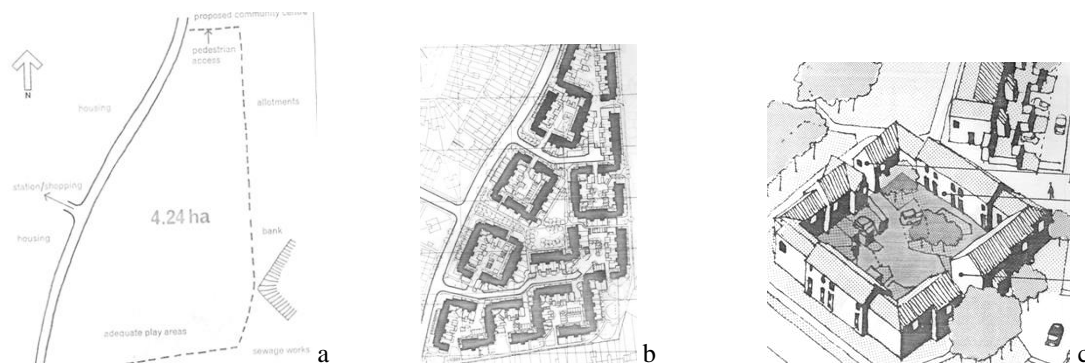 proposed community centre
pedestrian
access
N
housing
allotments
station/shopping
4.24 ha
housing
bank
adequate play areas
sewage works
a
b
c